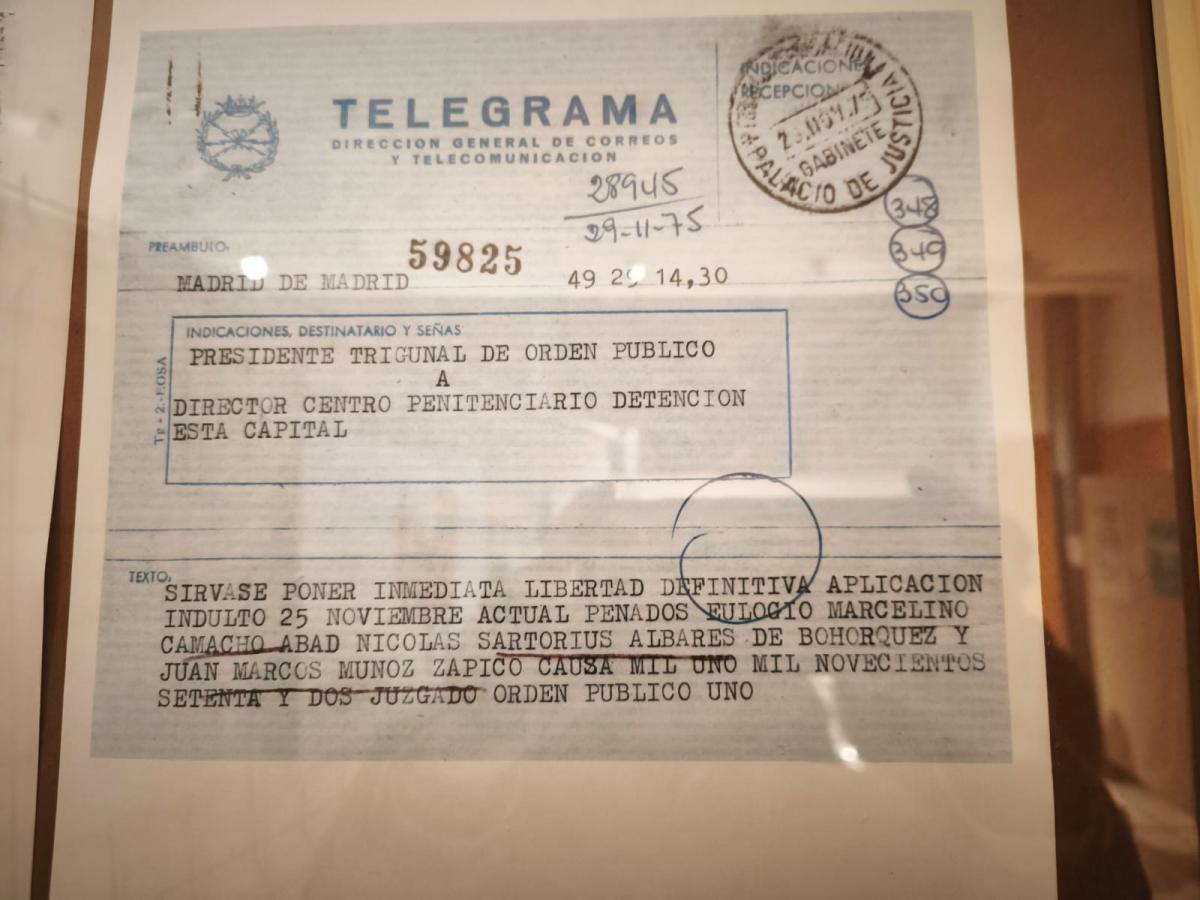 TELEGRAMA
DIRECCION GENERAL DE CORREOS
Y TELECOMUNICACION
INDICACIONES
RECEPCION
GABINETE
PALACIO DE JUSTICIA
28945
29-11-75
348
349
350
PREAMBULO.
59825
MADRID DE MADRID
49 29 14,30
INDICACIONES, DESTINATARIO Y SEÑAS
PRESIDENTE TRIGUNAL DE ORDEN PUBLICO
A
DIRECTOR CENTRO PENITENCIARIO DETENCION
ESTA CAPITAL
TEXTO.
SIRVASE PONER INMEDIATA LIBERTAD DEFINITIVA APLICACION
INDULTO 25 NOVIEMBRE ACTUAL PENADOS EULOGIO MARCELINO
CAMACHO ABAD NICOLAS SARTORIUS ALBARES DE BOHORQUEZ Y
JUAN MARCOS MUNOZ ZAPICO CAUSA MIL UNO MIL NOVECIENTOS
SETENTA Y DOS JUZGADO ORDEN PUBLICO UNO